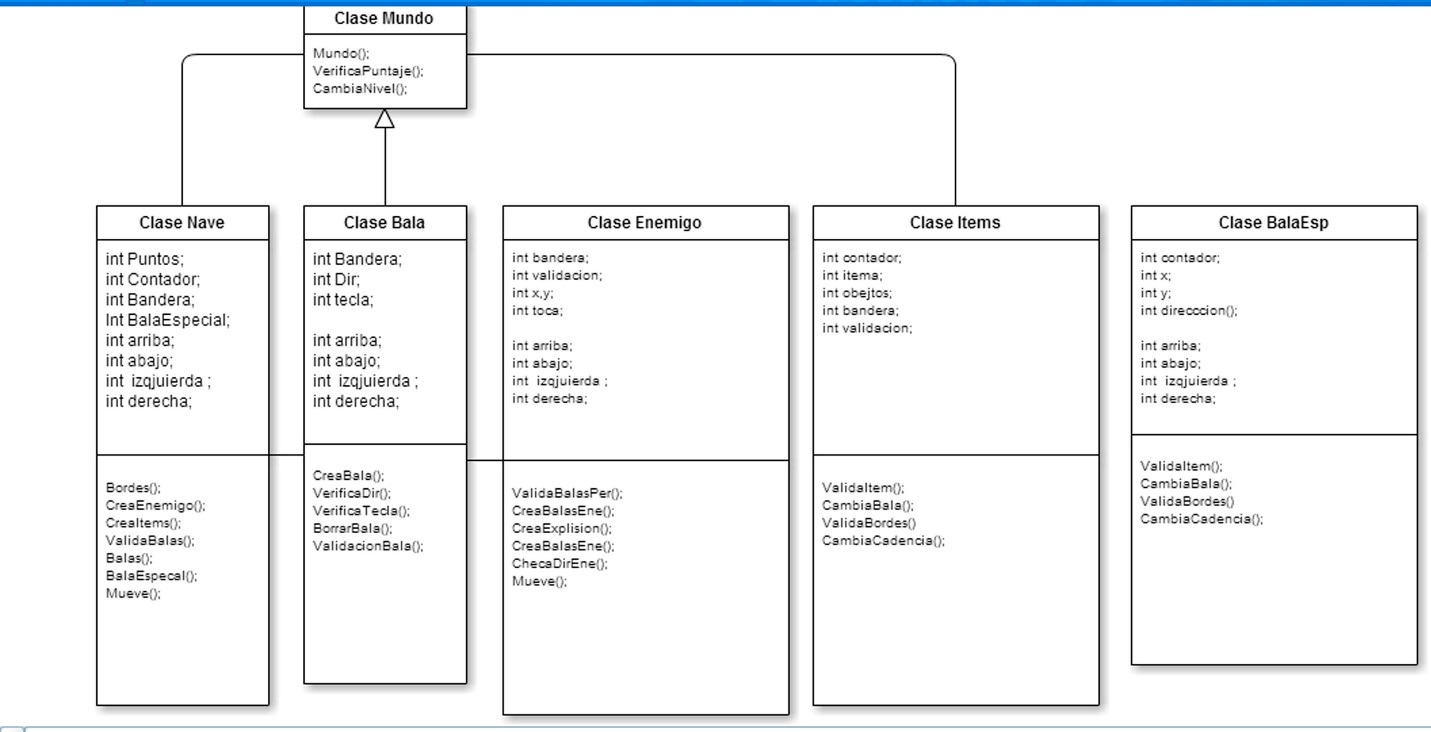 Clase Mundo
Mundo();
VerificaPuntaje();
CambiaNivel();
Clase Nave
int Puntos;
int Contador;
int Bandera;
Int BalaEspecial;
int arriba;
int abajo;
int  izqjuierda ;
int derecha;
Bordes();
CreaEnemigo();
CreaItems();
ValidaBalas();
Balas();
BalaEspecal();
Mueve();
Clase Bala
int Bandera;
int Dir;
int tecla;
int arriba;
int abajo;
int  izqjuierda ;
int derecha;
CreaBala();
VerificaDir();
VerificaTecla();
BorrarBala();
ValidacionBala();
Clase Enemigo
int bandera;
int validacion;
int x,y;
int toca;
int arriba;
int abajo;
int  izqjuierda ;
int derecha;
ValidaBalasPer();
CreaBalasEne();
CreaExplision();
CreaBalasEne();
ChecaDirEne();
Mueve();
Clase Items
int contador;
int itema;
int obejtos;
int bandera;
int validacion;
ValidaItem();
CambiaBala();
ValidaBordes()
CambiaCadencia();
Clase BalaEsp
int contador;
int x;
int y;
int direcccion();
int arriba;
int abajo;
int  izqjuierda ;
int derecha;
ValidaItem();
CambiaBala();
ValidaBordes()
CambiaCadencia();